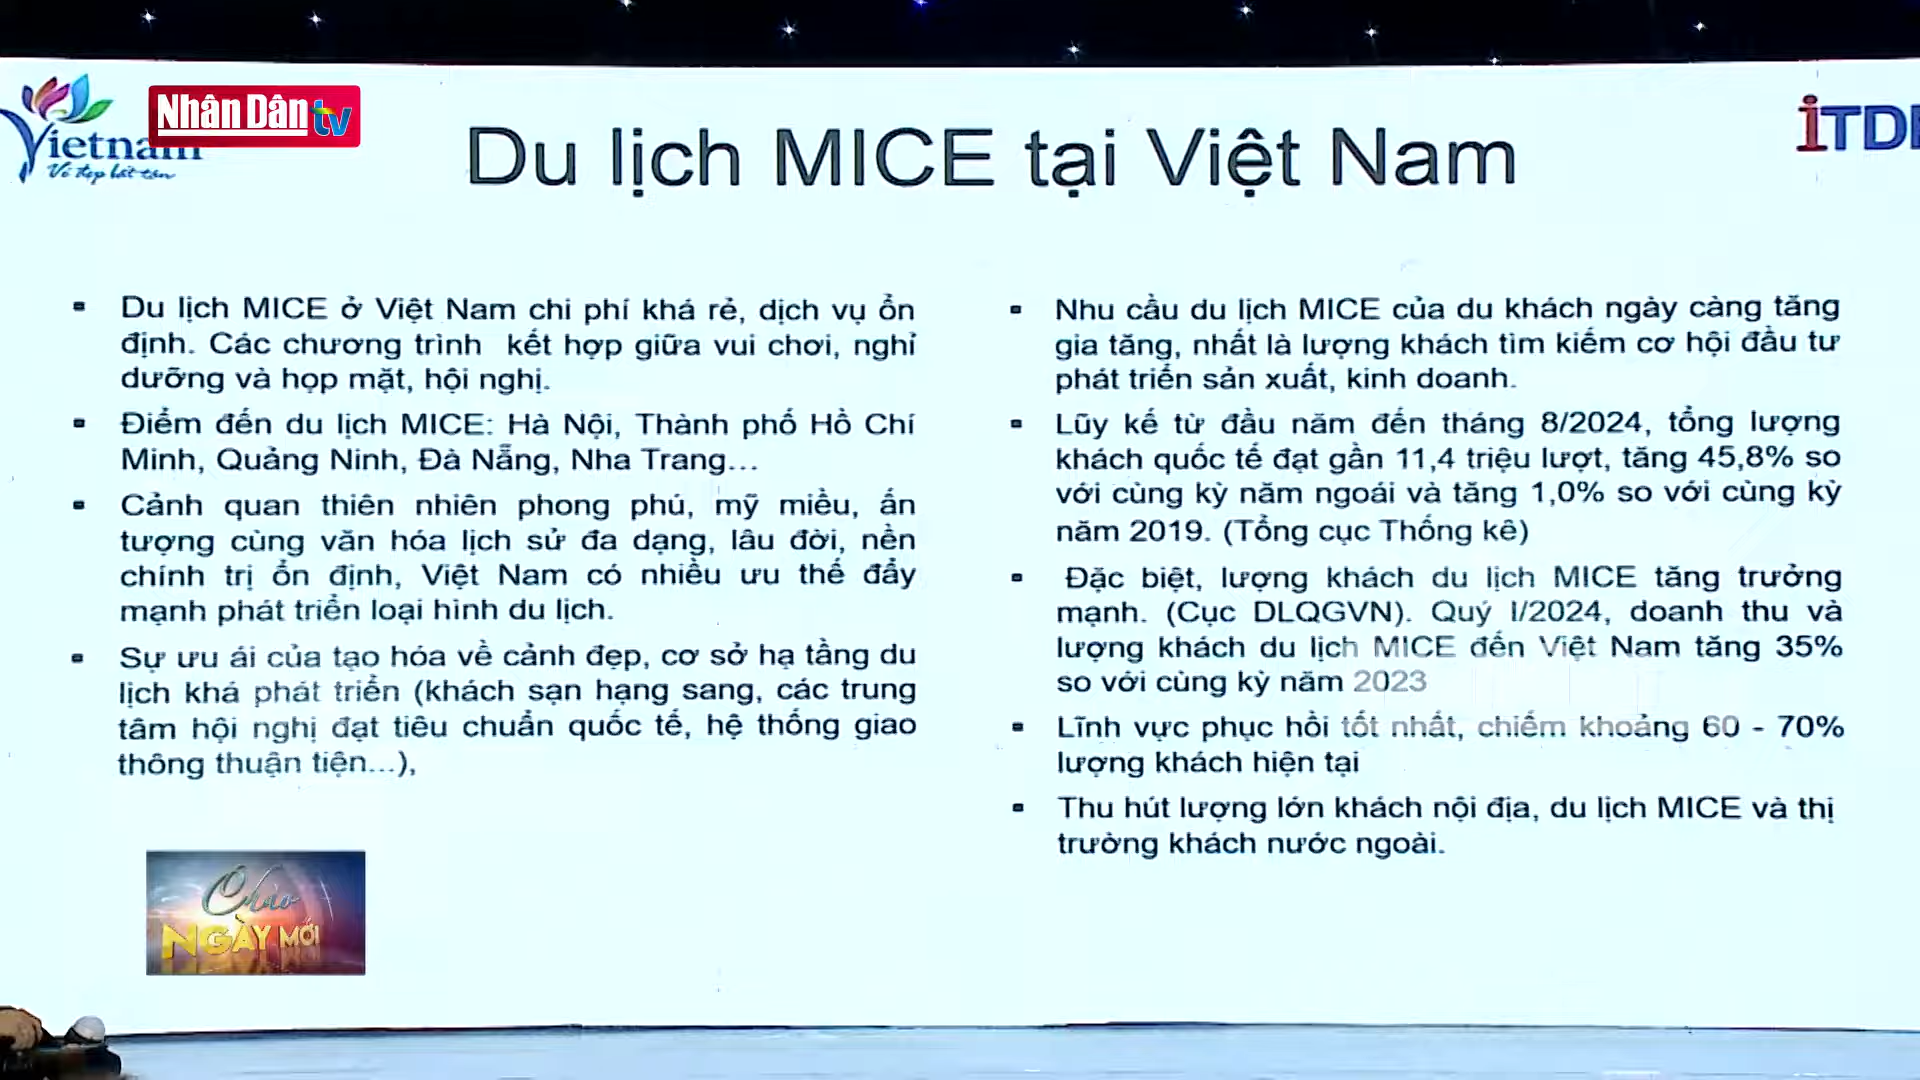 Vietnam
Vẻ đẹp bất tận
Nhân Dân tv
iTDR
Du lịch MICE tại Việt Nam
▪ Du lịch MICE ở Việt Nam chi phí khá rẻ, dịch vụ ổn
định. Các chương trình kết hợp giữa vui chơi, nghỉ
dưỡng và họp mặt, hội nghị.
▪ Điểm đến du lịch MICE: Hà Nội, Thành phố Hồ Chí
Minh, Quảng Ninh, Đà Nẵng, Nha Trang...
▪ Cảnh quan thiên nhiên phong phú, mỹ miều, ấn
tượng cùng văn hóa lịch sử đa dạng, lâu đời, nền
chính trị ổn định, Việt Nam có nhiều ưu thế đẩy
mạnh phát triển loại hình du lịch.
▪ Sự ưu ái của tạo hóa về cảnh đẹp, cơ sở hạ tầng du
lịch khá phát triển (khách sạn hạng sang, các trung
tâm hội nghị đạt tiêu chuẩn quốc tế, hệ thống giao
thông thuận tiện...),
▪ Nhu cầu du lịch MICE của du khách ngày càng tăng
gia tăng, nhất là lượng khách tìm kiếm cơ hội đầu tư
phát triển sản xuất, kinh doanh.
▪ Lũy kế từ đầu năm đến tháng 8/2024, tổng lượng
khách quốc tế đạt gần 11,4 triệu lượt, tăng 45,8% so
với cùng kỳ năm ngoái và tăng 1,0% so với cùng kỳ
năm 2019. (Tổng cục Thống kê)
▪ Đặc biệt, lượng khách du lịch MICE tăng trưởng
mạnh. (Cục DLQGVN). Quý I/2024, doanh thu và
lượng khách du lịch MICE đến Việt Nam tăng 35%
so với cùng kỳ năm 2023
▪ Lĩnh vực phục hồi tốt nhất, chiếm khoảng 60 - 70%
lượng khách hiện tại
▪ Thu hút lượng lớn khách nội địa, du lịch MICE và thị
trường khách nước ngoài.
Chào
NGÀY MỚI